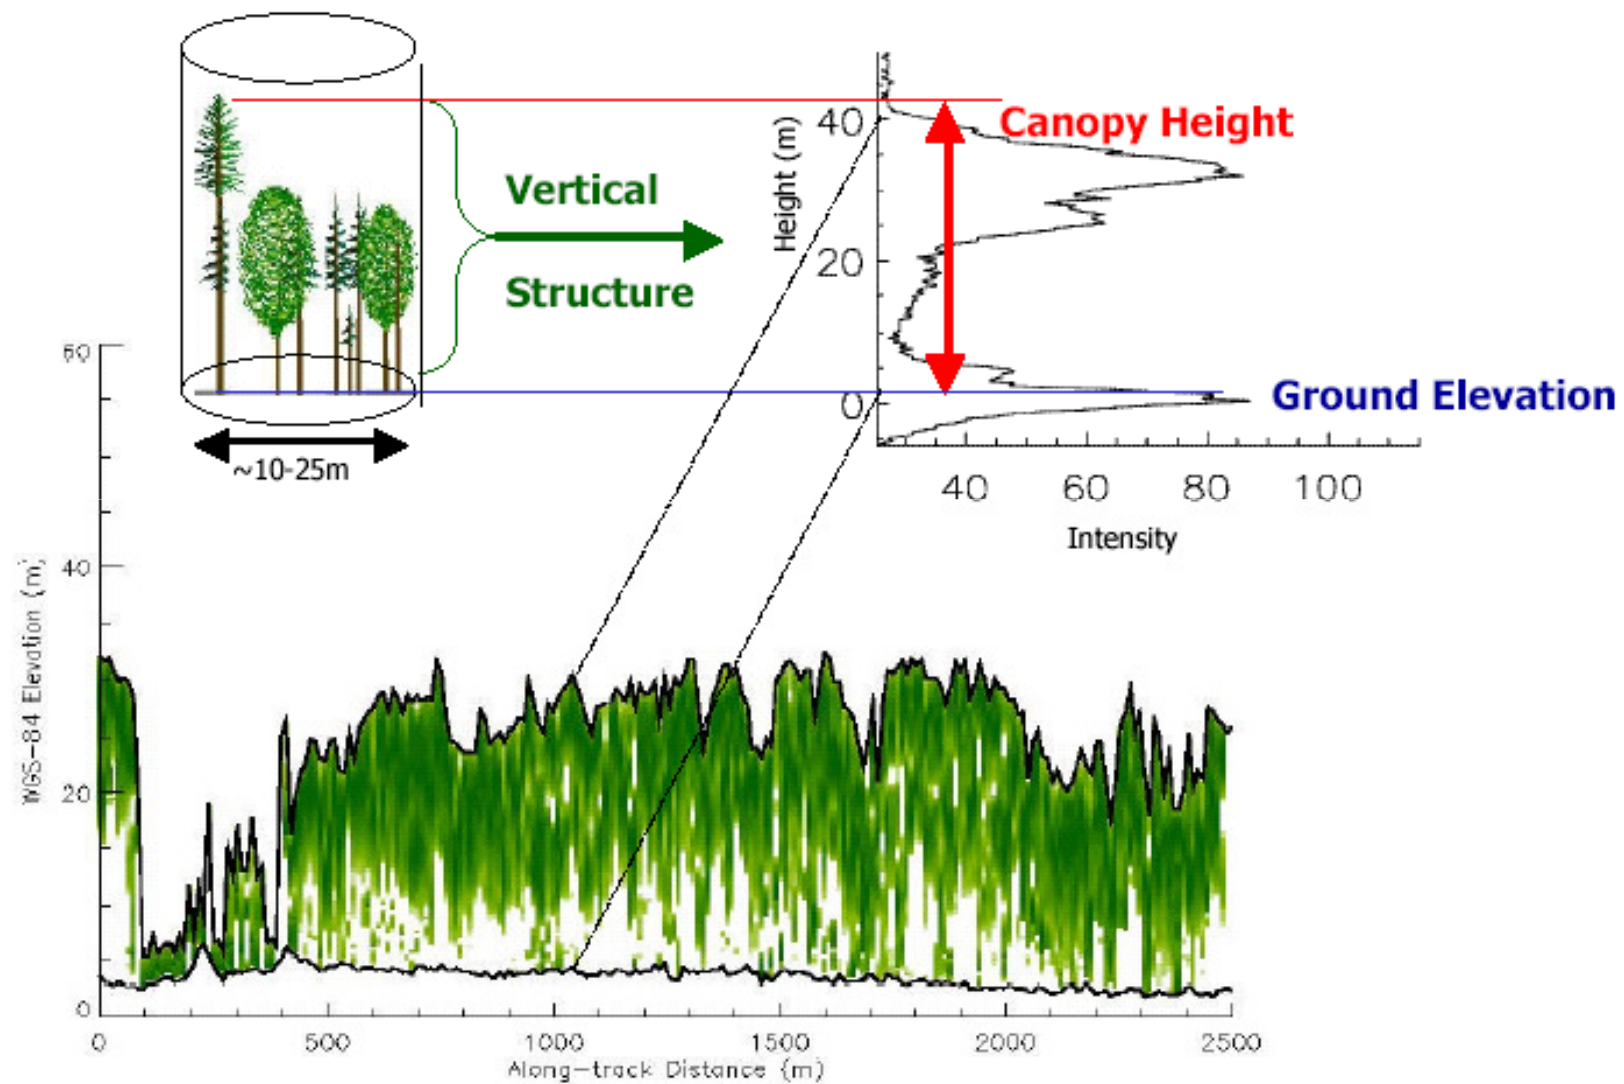 Canopy Height
Vertical
Structure
Height (m)
40
20
0
Ground Elevation
~10-25m
40 60 80 100
Intensity
WGS-84 Elevation (m)
60
40
20
0
0 500 1000 1500 2000 2500
Along-track Distance (m)